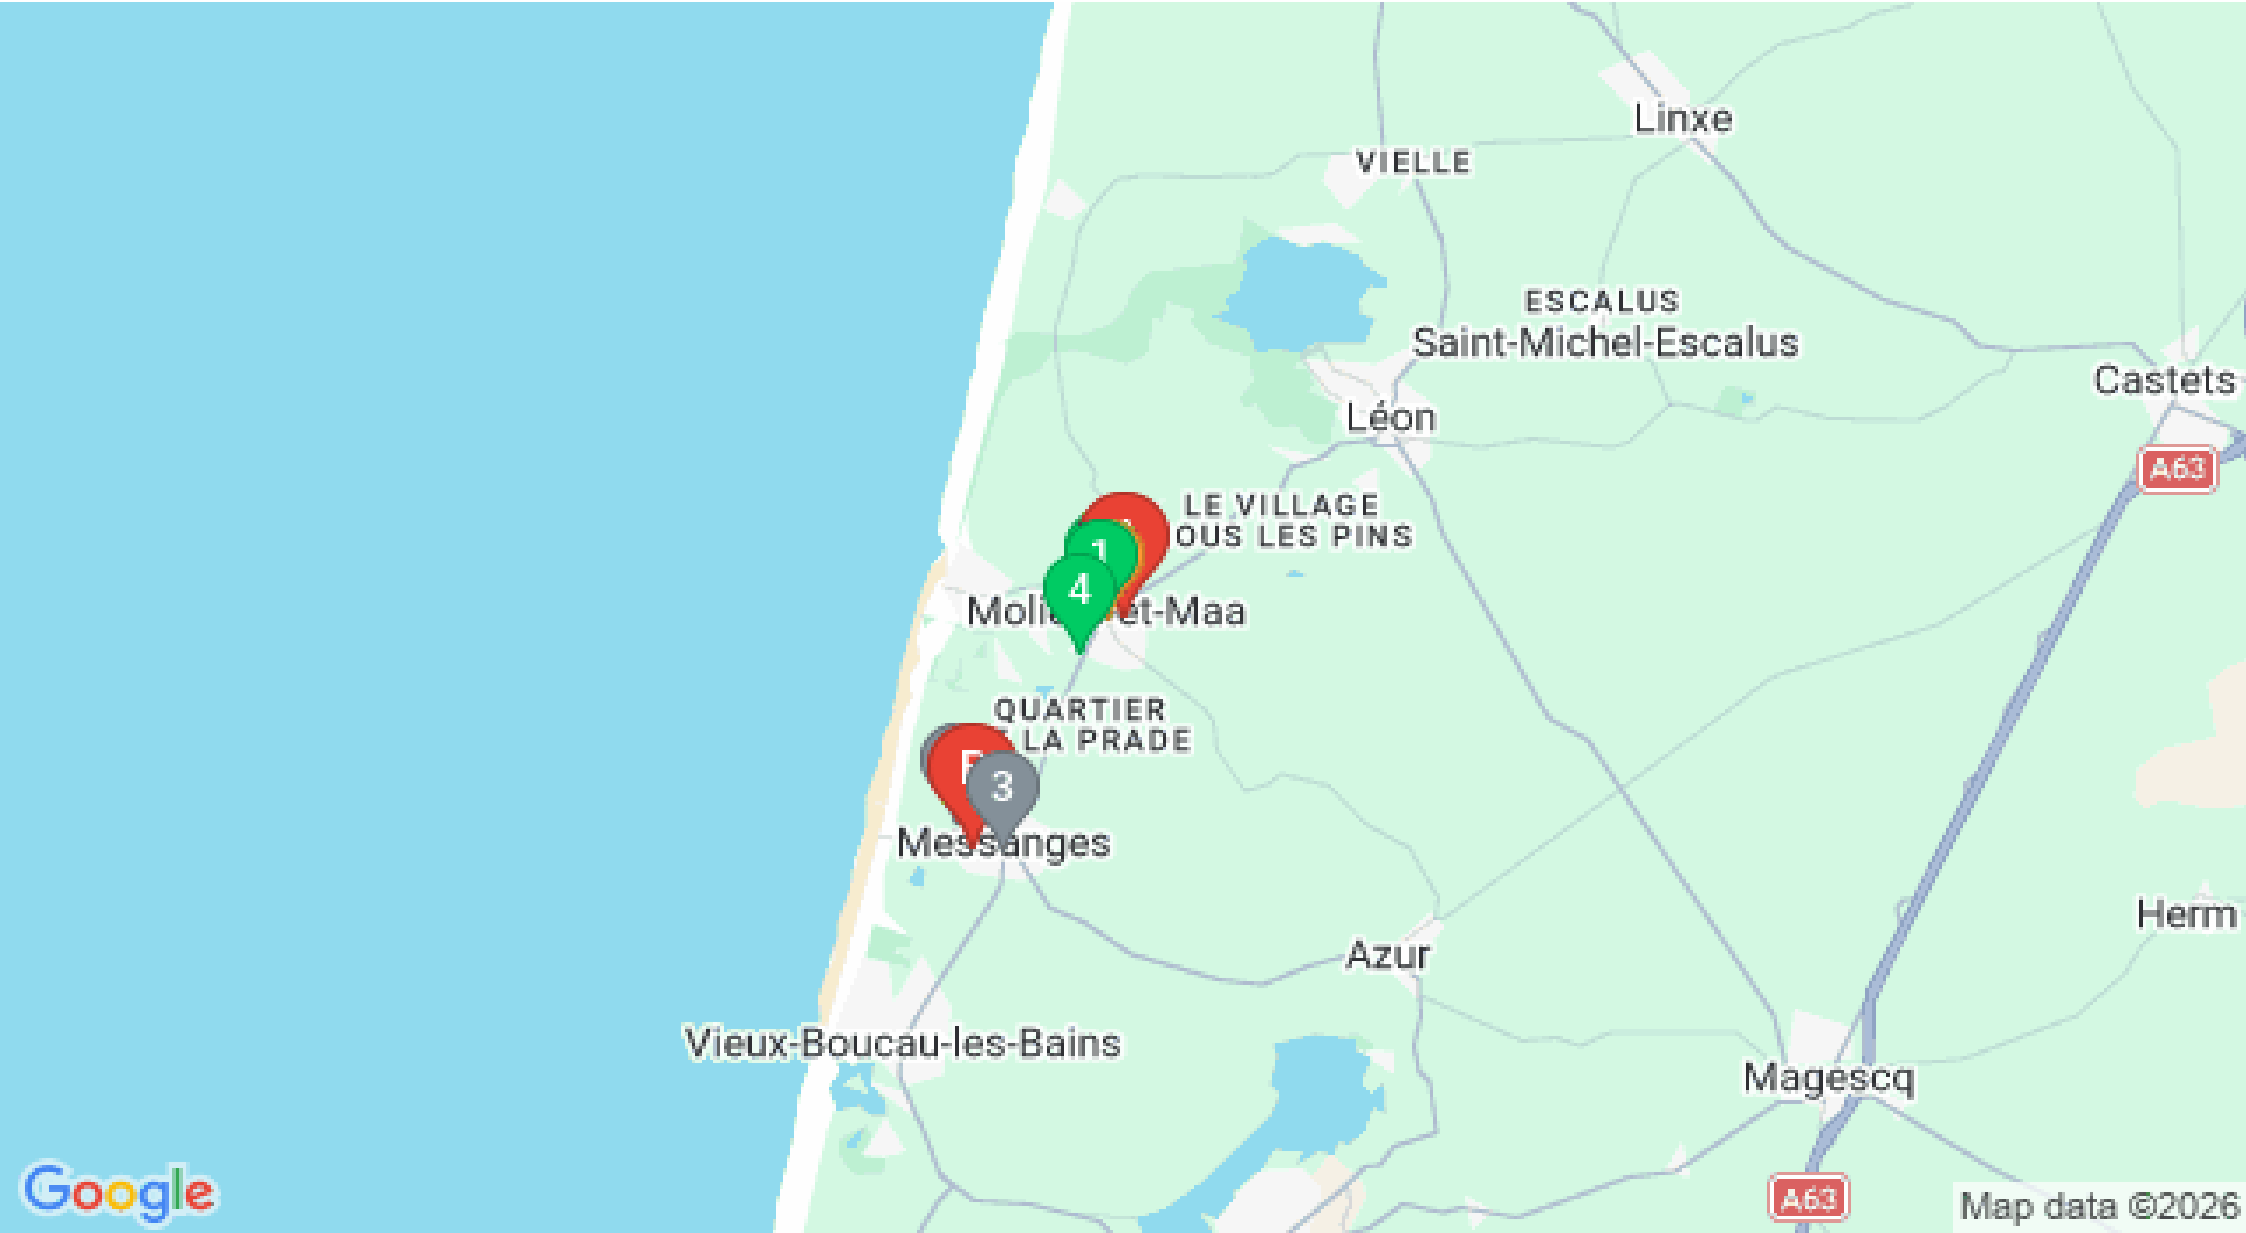 Linxe
VIELLE
ESCALUS
Saint-Michel-Escalus
Castets
Léon
A63
LE VILLAGE
OUS LES PINS
1
4
et-Maa
QUARTIER
LA PRADE
3
Messanges
Herm
Azur
Vieux-Boucau-les-Bains
Magescq
Google
A63
Map data ©2026